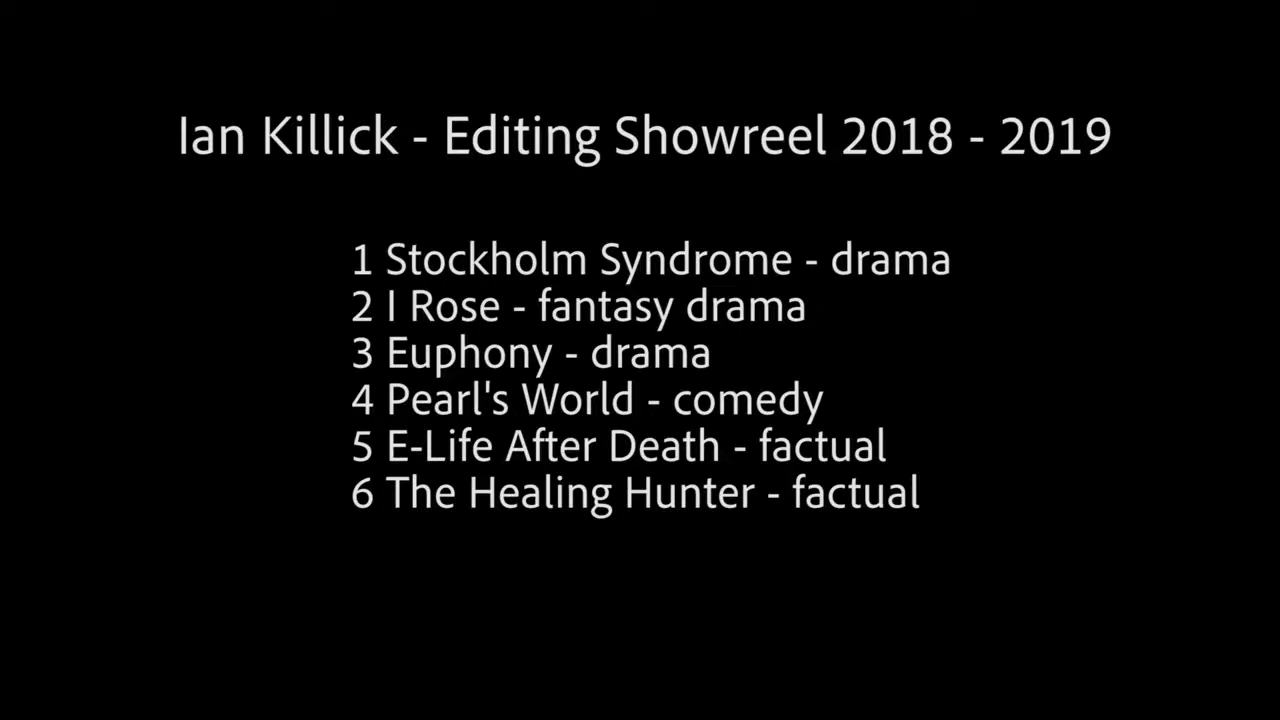 Ian Killick - Editing Showreel 2018 - 2019
1 Stockholm Syndrome - drama
2 I Rose - fantasy drama
3 Euphony - drama
4 Pearl's World - comedy
5 E-Life After Death - factual
6 The Healing Hunter - factual